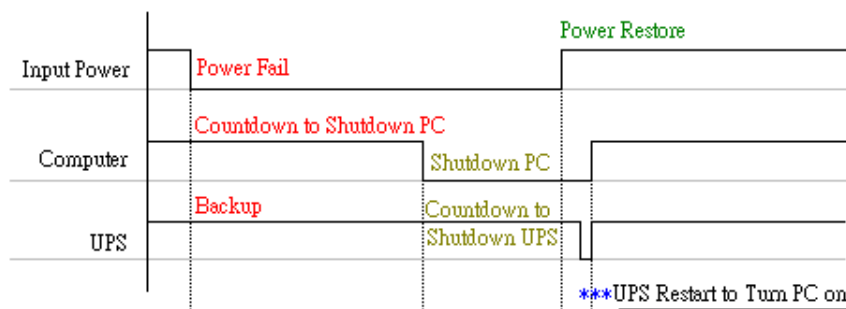 Power Restore
Input Power
Power Fail
Countdown to Shutdown PC
Computer
Shutdown PC
Backup
Countdown to
Shutdown UPS
UPS
***UPS Restart to Turn PC on